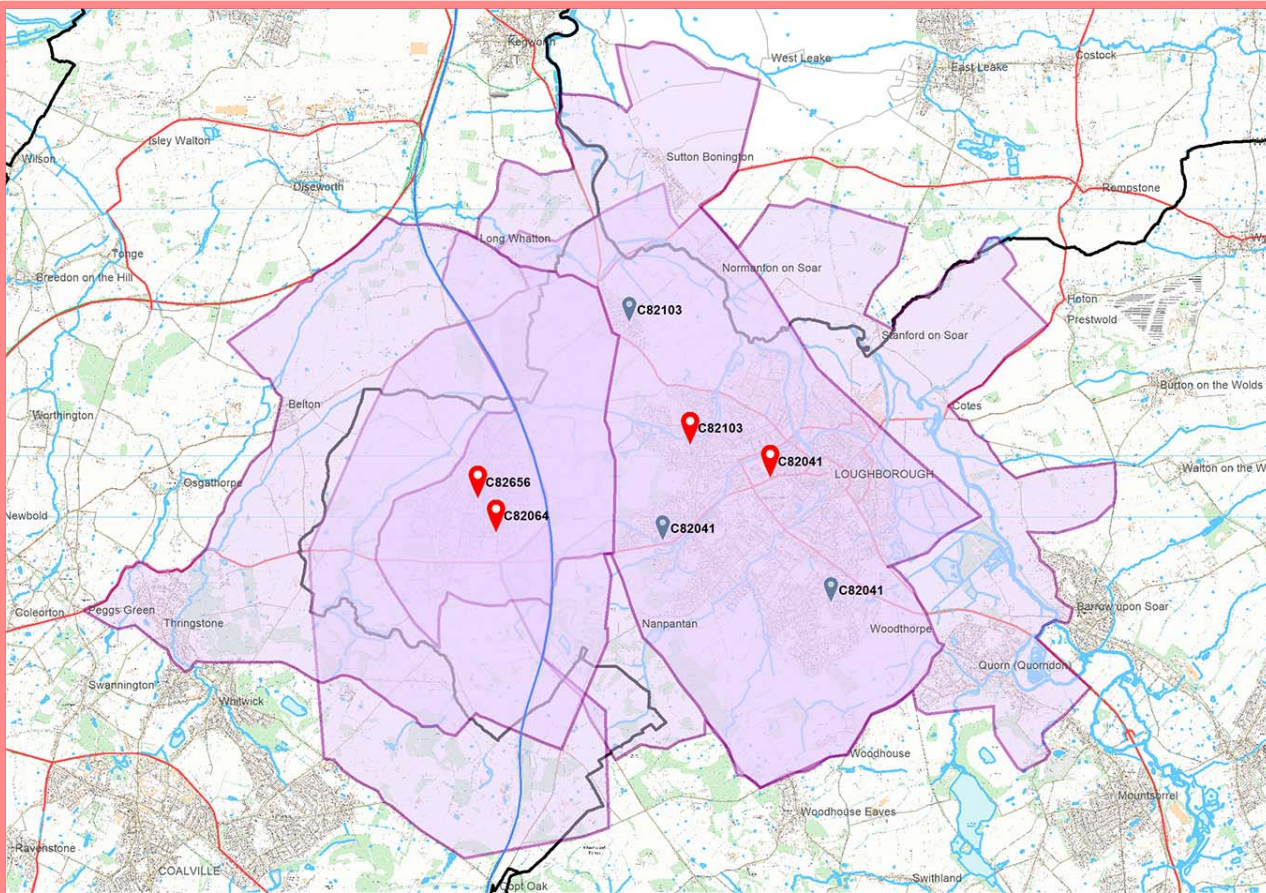 Kegworth
West Leake
East Leake
Costock
Isley Walton
Wilson
Diseworth
Sutton Bonington
Rempstone
Long Whatton
Tonge
Breedon on the Hill
Normanton on Soar
Hoton
Prestwold
C82103
Stanford on Soar
Burton on the Wolds
Worthington
Belton
Cotes
C82103
C82041
LOUGHBOROUGH
Walton on the W
Osgathorpe
C82656
Newbold
C82064
C82041
C82041
Coleorton
Peggs Green
Thringstone
Nanpantan
Woodthorpe
Barrow upon Soar
Quorn (Quorndon)
Swannington
Whitwick
Woodhouse
Mountsorrel
Woodhouse Eaves
Ravenstone
COALVILLE
Swithland
Copt Oak